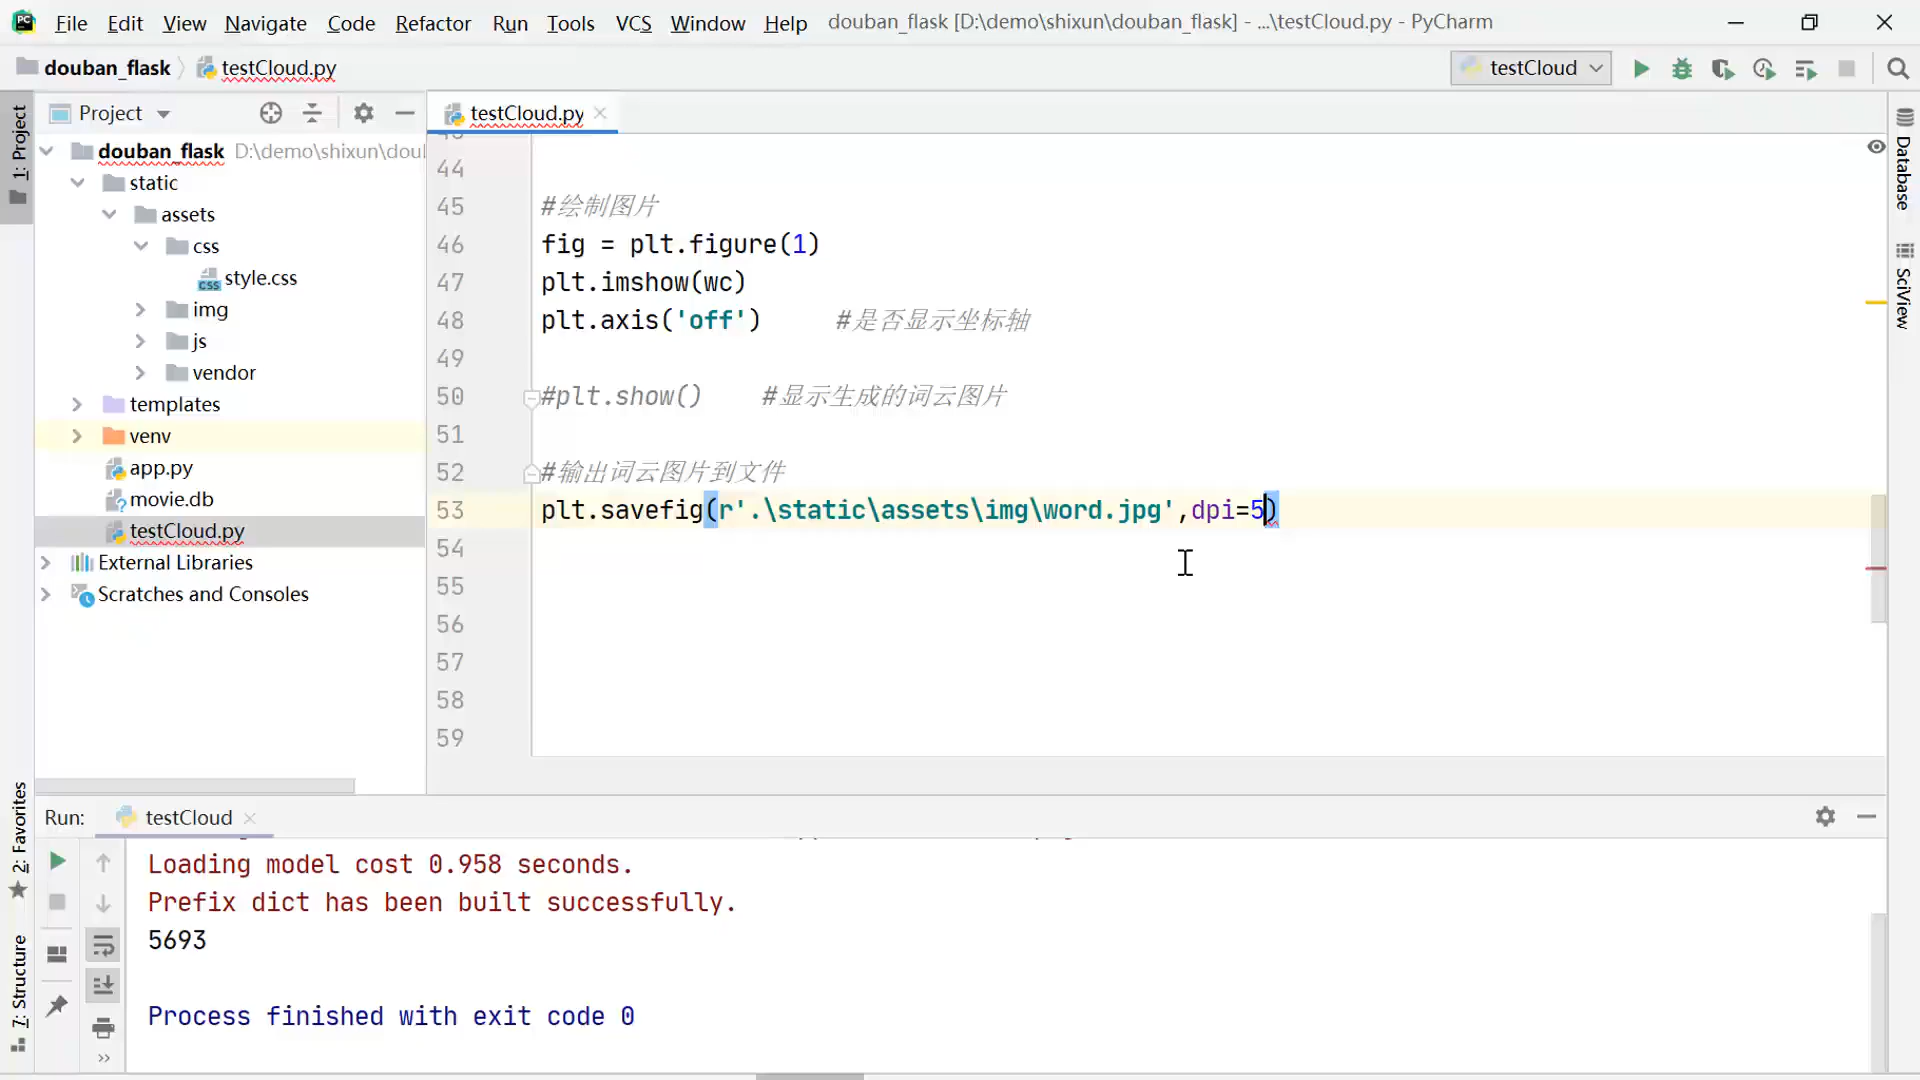 File Edit View Navigate Code Refactor Run Tools VCS Window Help douban_flask [D:\demo\shixun\douban_flask] - ...\testCloud.py - PyCharm
douban_flask testCloud.py testCloud
1: Project
Project
douban_flask D:\demo\shixun\dou
static
assets
css
style.css
img
js
vendor
templates
venv
app.py
movie.db
testCloud.py
External Libraries
Scratches and Consoles
testCloud.py
44
45 #绘制图片
46 fig = plt.figure(1)
47 plt.imshow(wc)
48 plt.axis('off') #是否显示坐标轴
49
50 #plt.show() #显示生成的词云图片
51
52 #输出词云图片到文件
53 plt.savefig(r'.\static\assets\img\word.jpg',dpi=5)
54
55
56
57
58
59
Database
SciView
2: Favorites
7: Structure
Run: testCloud
Loading model cost 0.958 seconds.
Prefix dict has been built successfully.
5693
Process finished with exit code 0